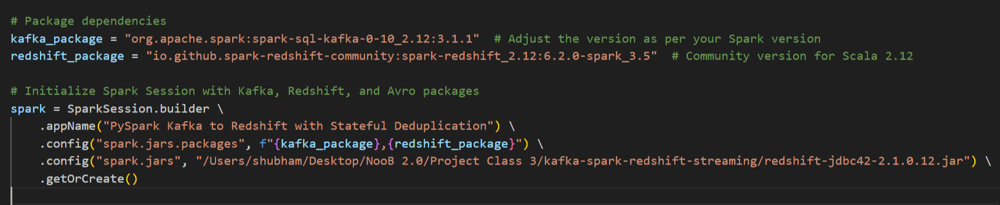 # Package dependencies
kafka_package = "org.apache.spark:spark-sql-kafka-0-10_2.12:3.1.1"  # Adjust the version as per your Spark version
redshift_package = "io.github.spark-redshift-community:spark-redshift_2.12:6.2.0-spark_3.5"  # Community version for Scala 2.12
# Initialize Spark Session with Kafka, Redshift, and Avro packages
spark = SparkSession.builder \
    .appName("PySpark Kafka to Redshift with Stateful Deduplication") \
    .config("spark.jars.packages", f"{kafka_package},{redshift_package}") \
    .config("spark.jars", "/Users/shubham/Desktop/NooB 2.0/Project Class 3/kafka-spark-redshift-streaming/redshift-jdbc42-2.1.0.12.jar") \
    .getOrCreate()